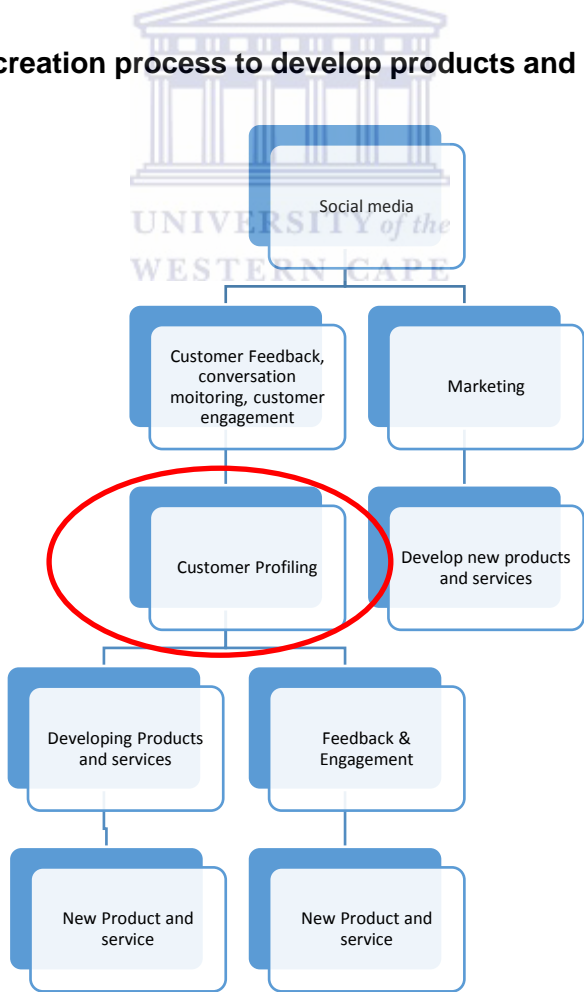 creation process to develop products and
UNIVERSITY of the
WESTERN CAPE
Social media
Customer Feedback,
conversation
moitoring, customer
engagement
Marketing
Customer Profiling
Develop new products
and services
Developing Products
and services
Feedback &
Engagement
New Product and
service
New Product and
service